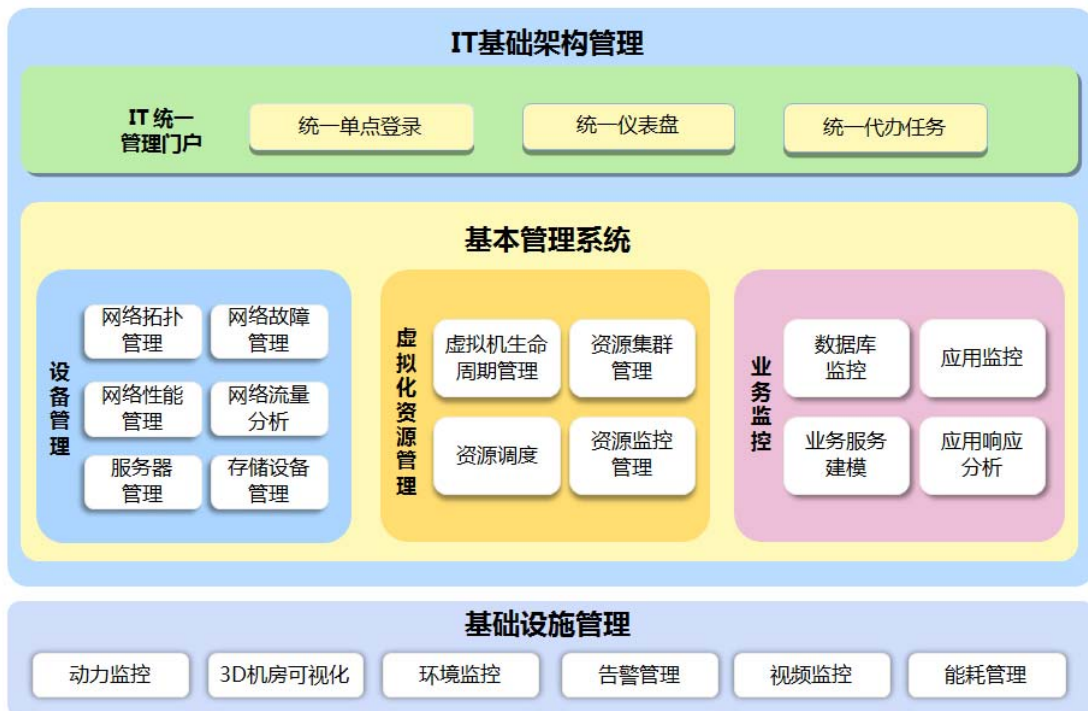 IT基础架构管理
IT 统一
管理门户
统一单点登录
统一仪表盘
统一代办任务
基本管理系统
设备管理
网络拓扑
管理
网络故障
管理
网络性能
管理
网络流量
分析
服务器
管理
存储设备
管理
虚拟化资源管理
虚拟机生命
周期管理
资源集群
管理
资源调度
资源监控
管理
业务监控
数据库
监控
应用监控
业务服务
建模
应用响应
分析
基础设施管理
动力监控
3D机房可视化
环境监控
告警管理
视频监控
能耗管理